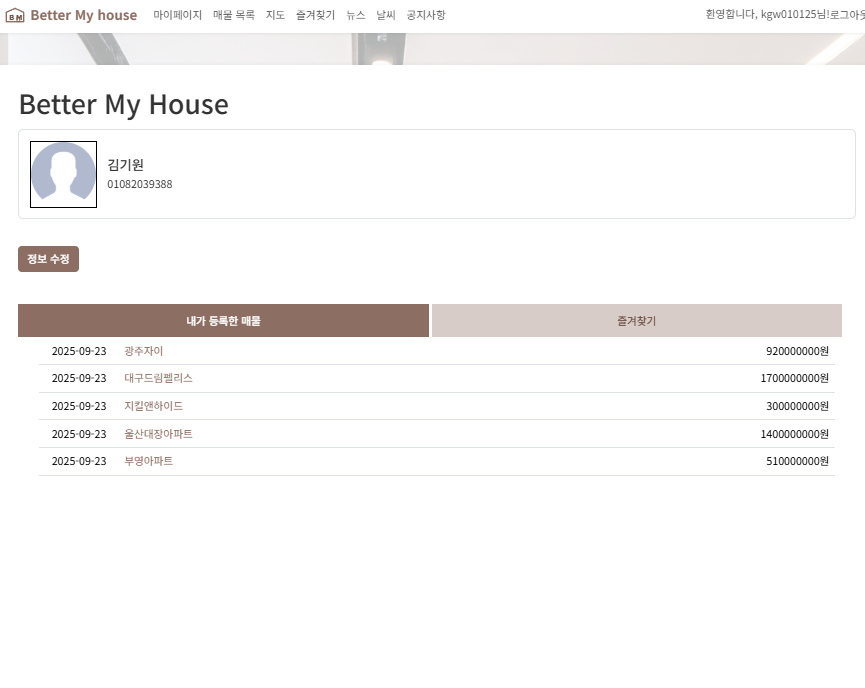 BM Better My house 마이페이지 매물 목록 지도 즐겨찾기 뉴스 날씨 공지사항 환영합니다, kgw010125님!로그아웃
Better My House
김기원
01082039388
정보 수정
내가 등록한 매물 즐겨찾기
2025-09-23 광주자이 920000000원
2025-09-23 대구드림펠리스 1700000000원
2025-09-23 지킬앤하이드 300000000원
2025-09-23 울산대장아파트 1400000000원
2025-09-23 부영아파트 510000000원